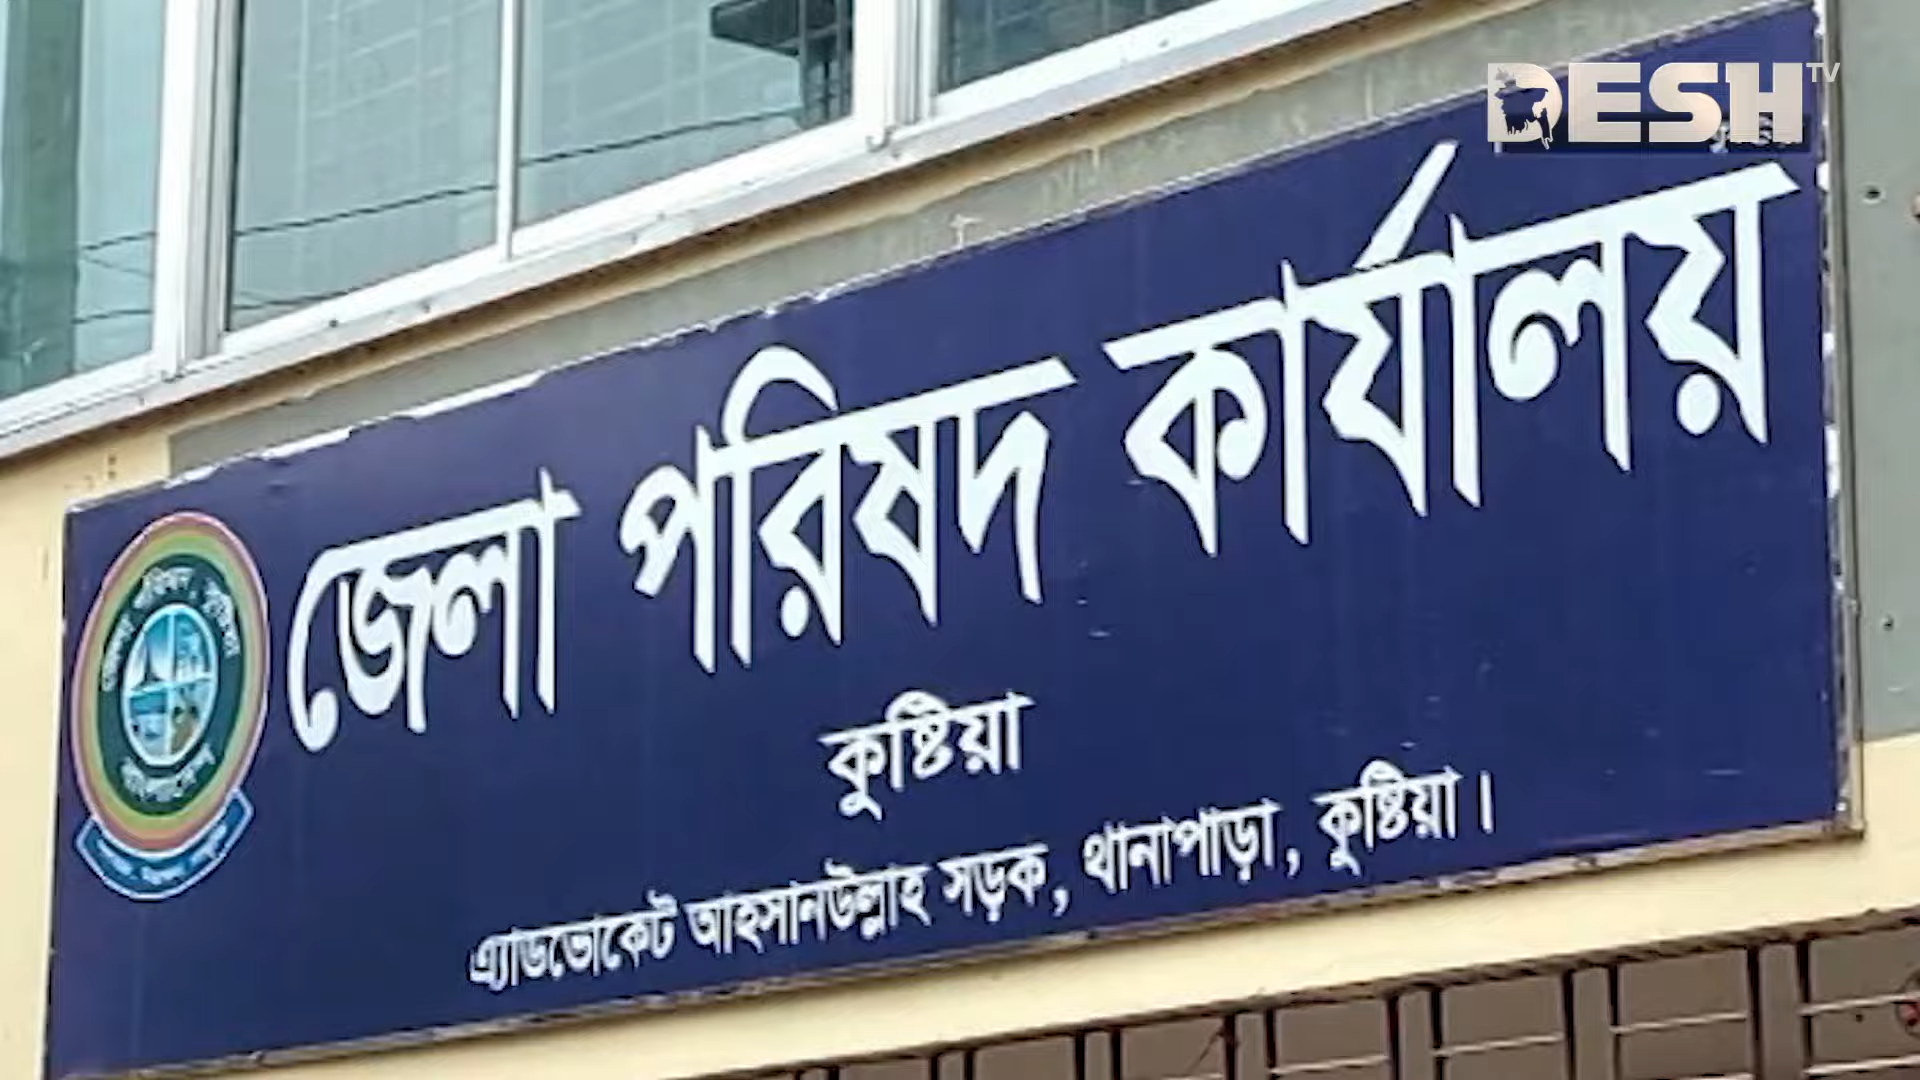 DESH TV
জেলা পরিষদ কার্যালয়
কুষ্টিয়া
এ্যাডভোকেট আহসানউল্লাহ সড়ক, থানাপাড়া, কুষ্টিয়া।